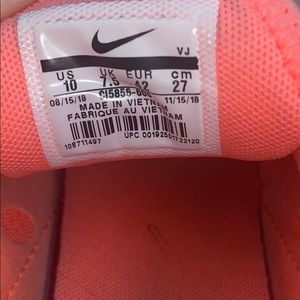 VJ
US UK EUR cm
10 7.5 42 27
08/15/18 11/15/18
MADE IN VIETNAM
FABRIQUE AU VIETNAM
108711497
UPC